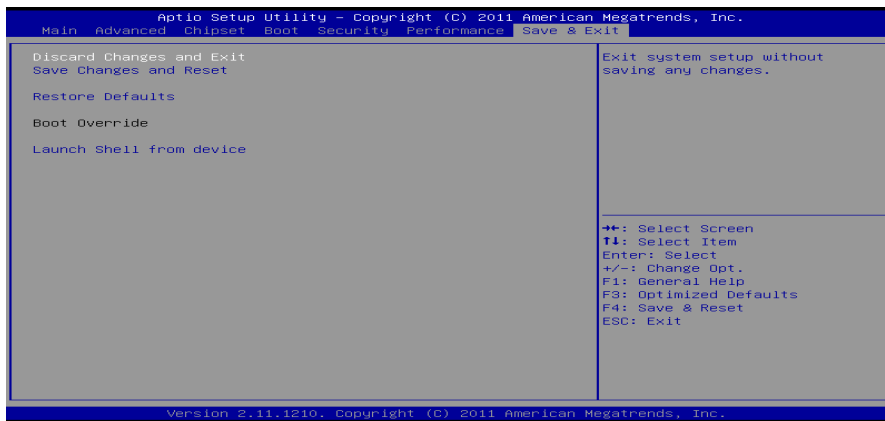 Aptio Setup Utility – Copyright (C) 2011 American Megatrends, Inc.
Main Advanced Chipset Boot Security Performance Save & Exit
Discard Changes and Exit
Save Changes and Reset
Restore Defaults
Boot Override
Launch Shell from device
Exit system setup without
saving any changes.
→←: Select Screen
↑↓: Select Item
Enter: Select
+/-: Change Opt.
F1: General Help
F3: Optimized Defaults
F4: Save & Reset
ESC: Exit
Version 2.11.1210. Copyright (C) 2011 American Megatrends, Inc.